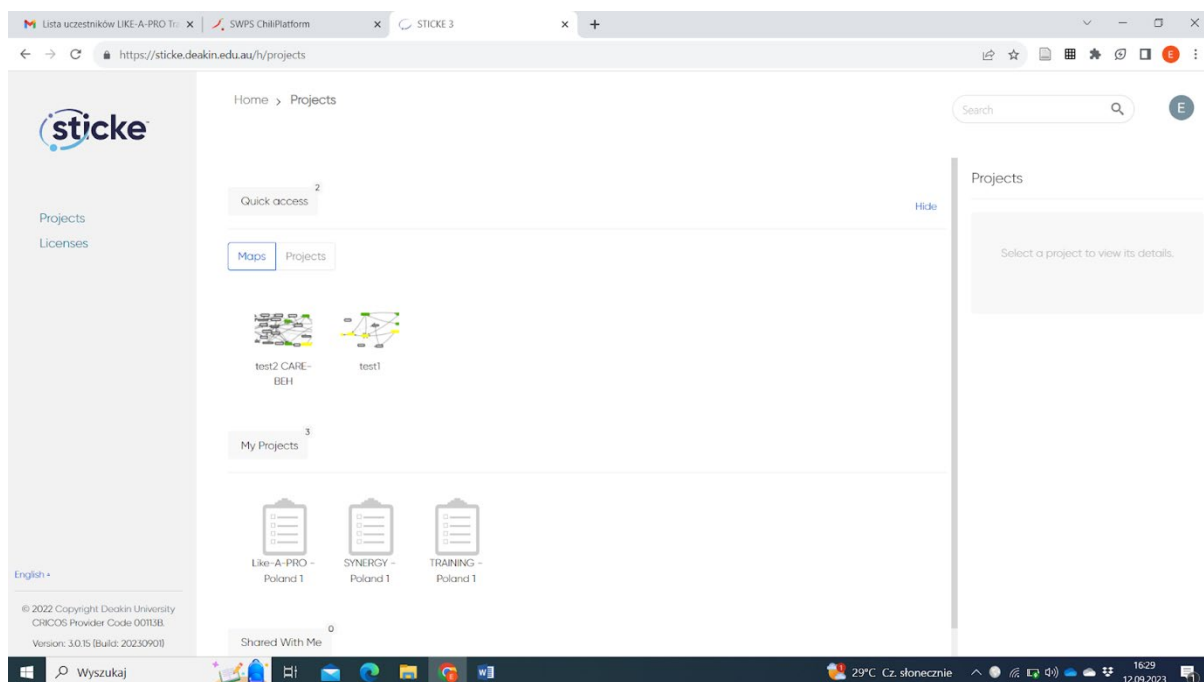 Lista uczestników LIKE-A-PRO Tr
SWPS ChiliPlatform
STICKE 3
https://sticke.deakin.edu.au/h/projects
E
sticke
Home > Projects
Search
E
Projects
Licenses
Quick access 2
Hide
Maps
Projects
test2 CARE-
BEH
test1
My Projects 3
Like-A-PRO -
Poland 1
SYNERGY -
Poland 1
TRAINING -
Poland 1
Shared With Me 0
Projects
Select a project to view its details.
English
© 2022 Copyright Deakin University
CRICOS Provider Code 00113B.
Version: 3.0.15 (Build: 20230901)
Wyszukaj
29°C Cz. słonecznie
16:29
12.09.2023